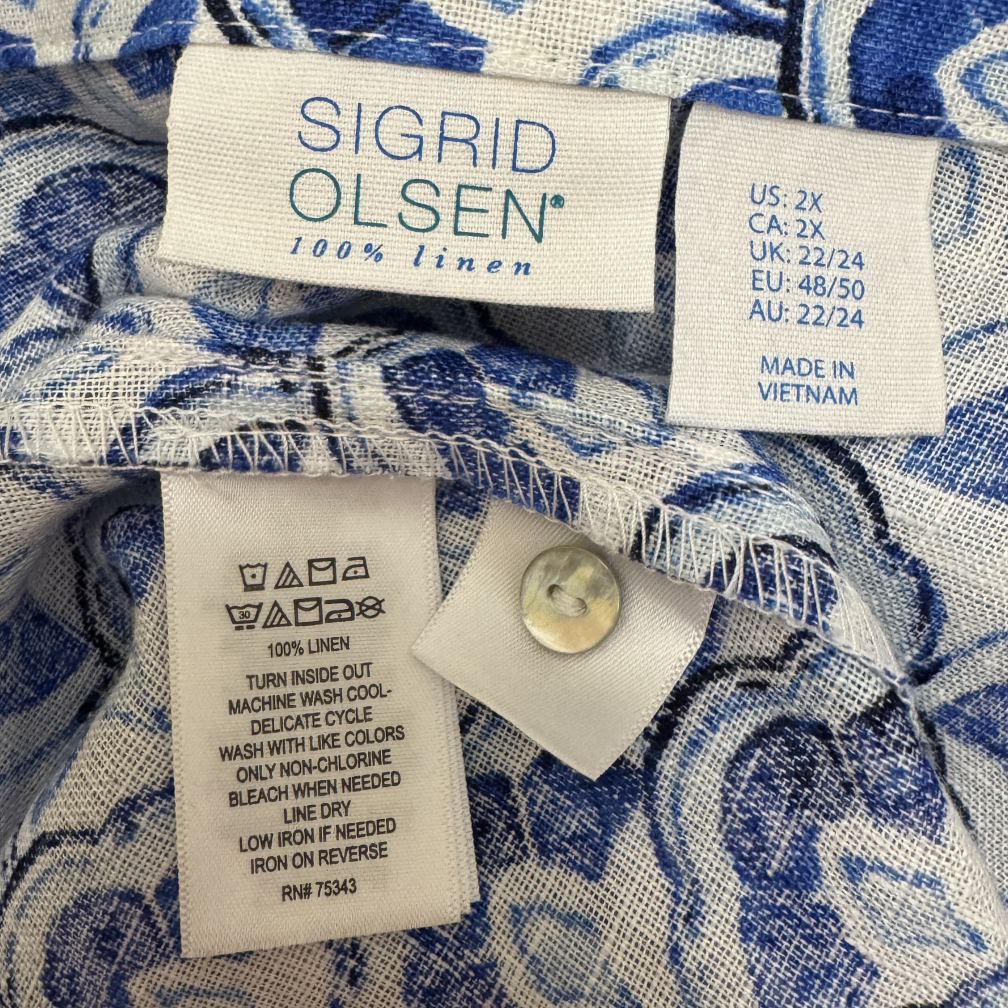 SIGRID
OLSEN®
100% linen
US: 2X
CA: 2X
UK: 22/24
EU: 48/50
AU: 22/24
MADE IN
VIETNAM
30
100% LINEN
TURN INSIDE OUT
MACHINE WASH COOL-
DELICATE CYCLE
WASH WITH LIKE COLORS
ONLY NON-CHLORINE
BLEACH WHEN NEEDED
LINE DRY
LOW IRON IF NEEDED
IRON ON REVERSE
RN# 75343